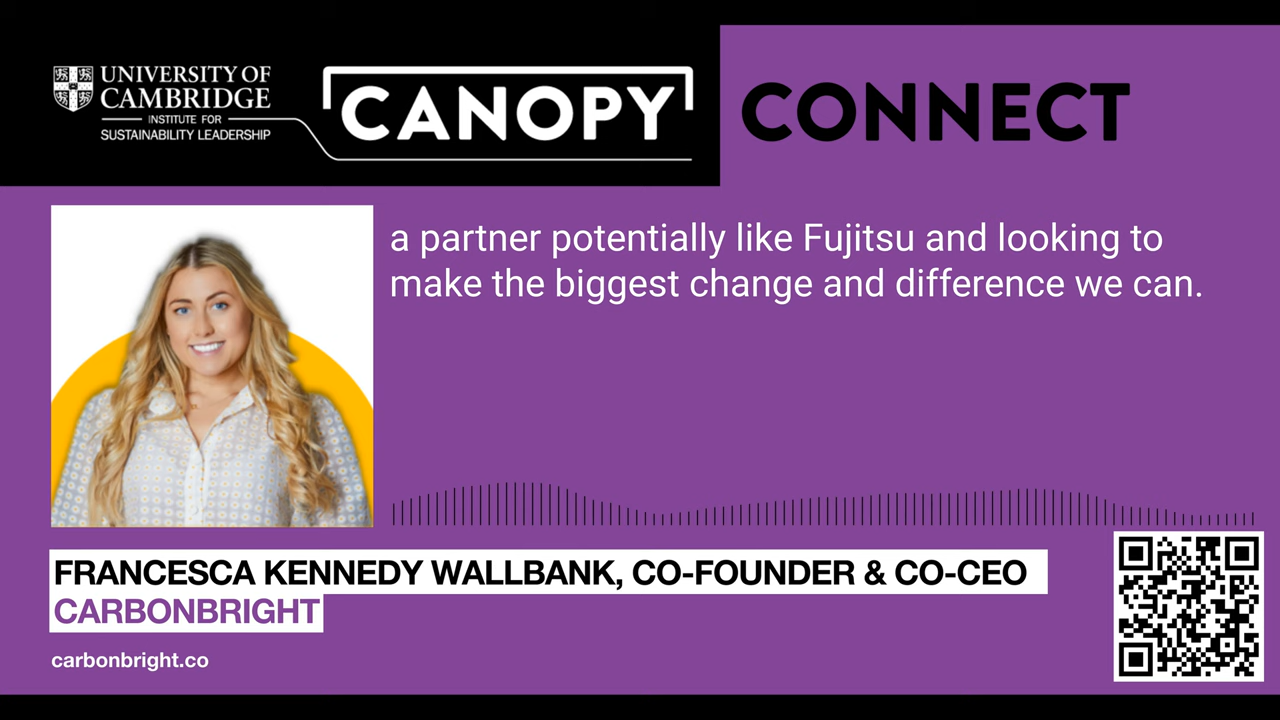 UNIVERSITY OF
CAMBRIDGE
INSTITUTE FOR
SUSTAINABILITY LEADERSHIP
CANOPY
CONNECT
a partner potentially like Fujitsu and looking to
make the biggest change and difference we can.
FRANCESCA KENNEDY WALLBANK, CO-FOUNDER & CO-CEO
CARBONBRIGHT
carbonbright.co